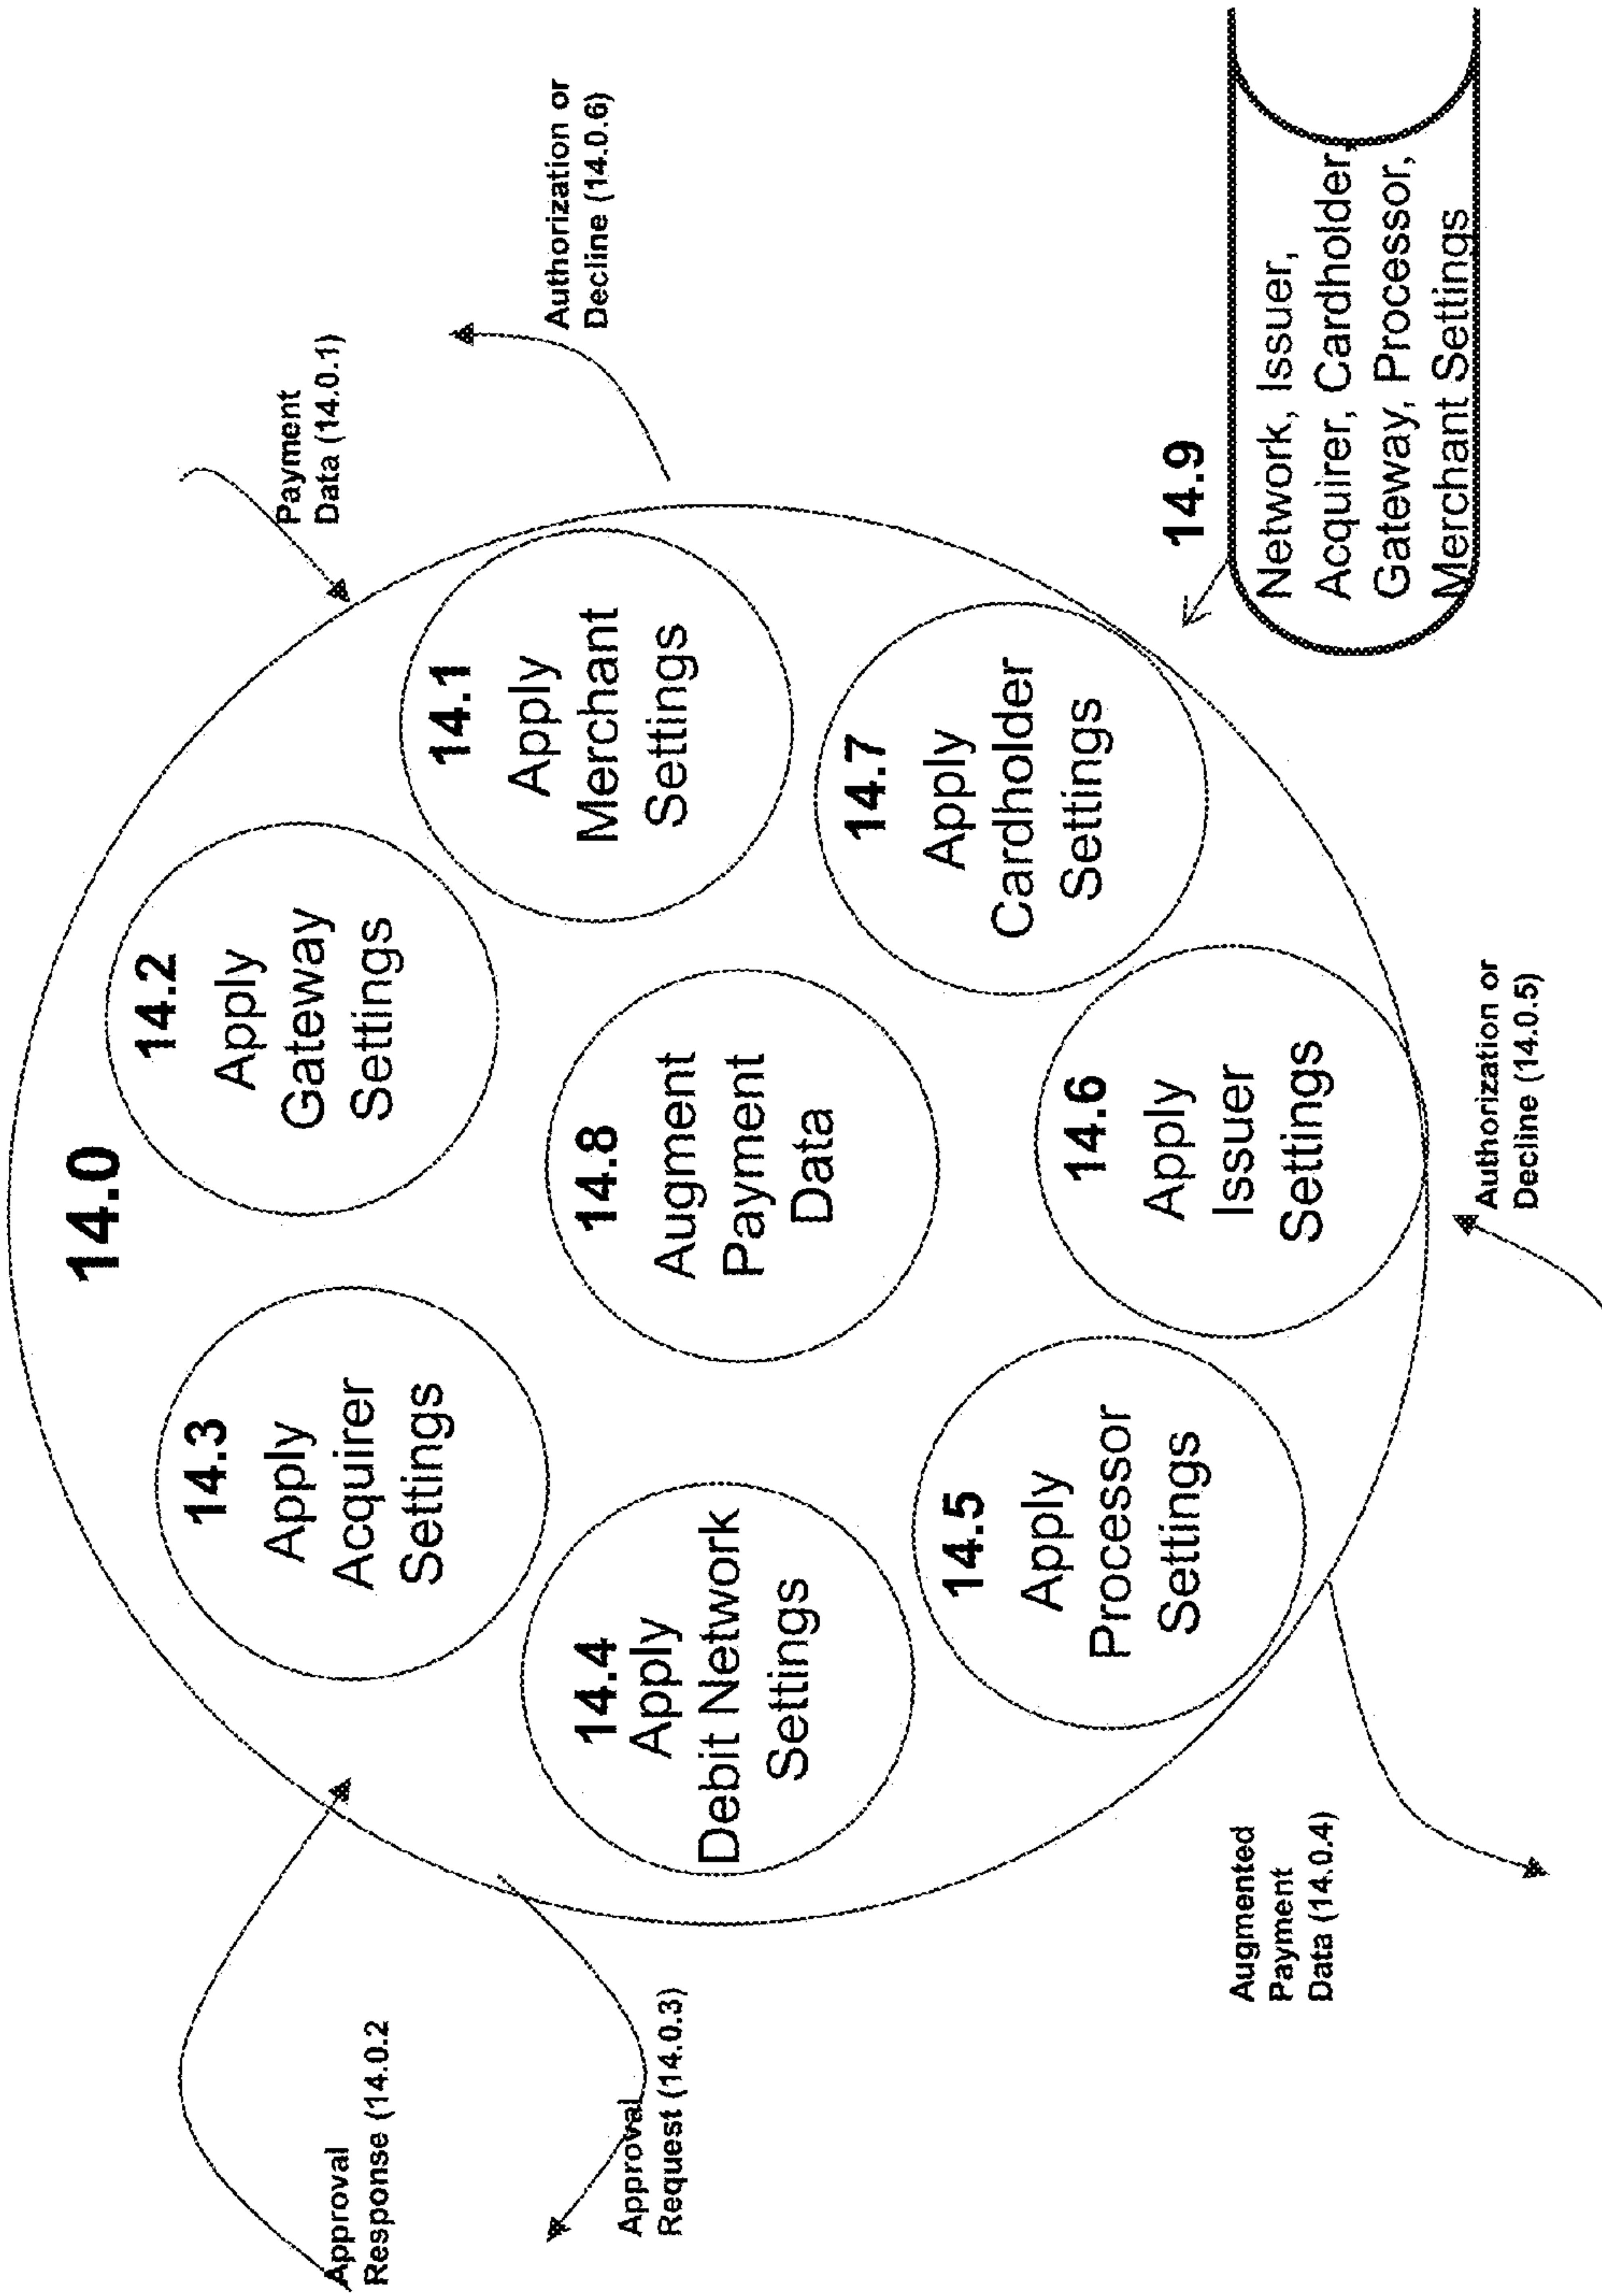 14.0
Payment
Data (14.0.1)
Authorization or
Decline (14.0.6)
14.1
Apply
Merchant
Settings
14.2
Apply
Gateway
Settings
14.3
Apply
Acquirer
Settings
14.4
Apply
Debit Network
Settings
14.5
Apply
Processor
Settings
14.6
Apply
Issuer
Settings
14.7
Apply
Cardholder
Settings
14.8
Augment
Payment
Data
14.9
Network, Issuer,
Acquirer, Cardholder,
Gateway, Processor,
Merchant Settings
Approval
Response (14.0.2
Approval
Request (14.0.3)
Augmented
Payment
Data (14.0.4)
Authorization or
Decline (14.0.5)